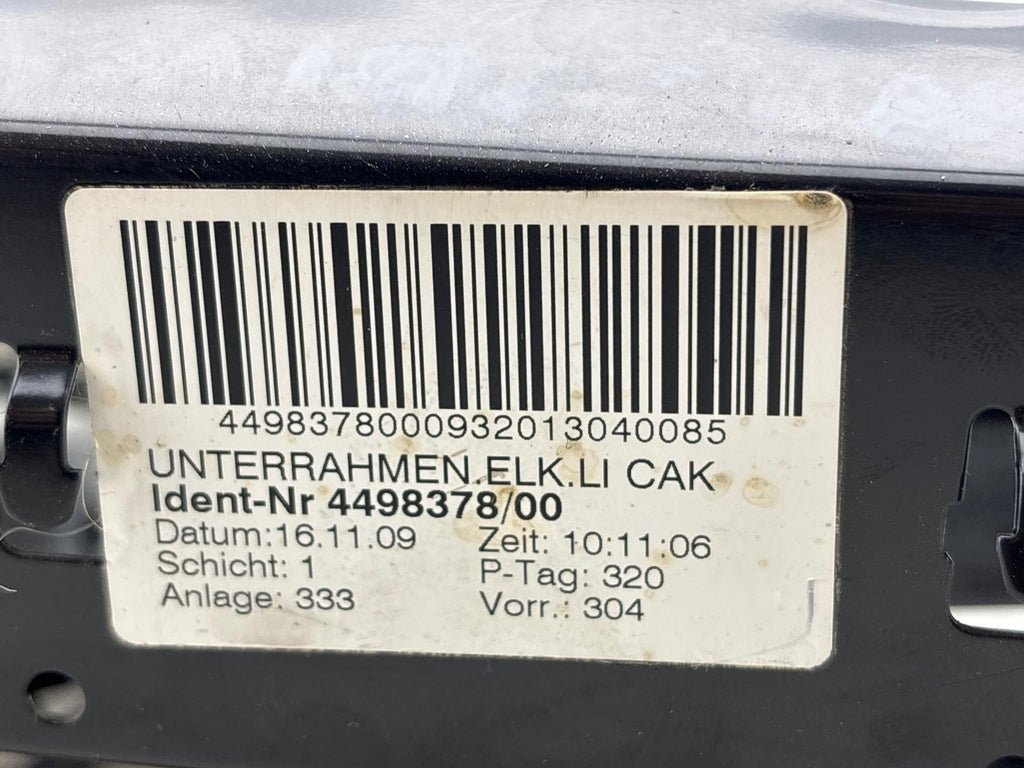 4498378000932013040085
UNTERRAHMEN.ELK.LI CAK
Ident-Nr 4498378/00
Datum:16.11.09 Zeit: 10:11:06
Schicht: 1 P-Tag: 320
Anlage: 333 Vorr.: 304